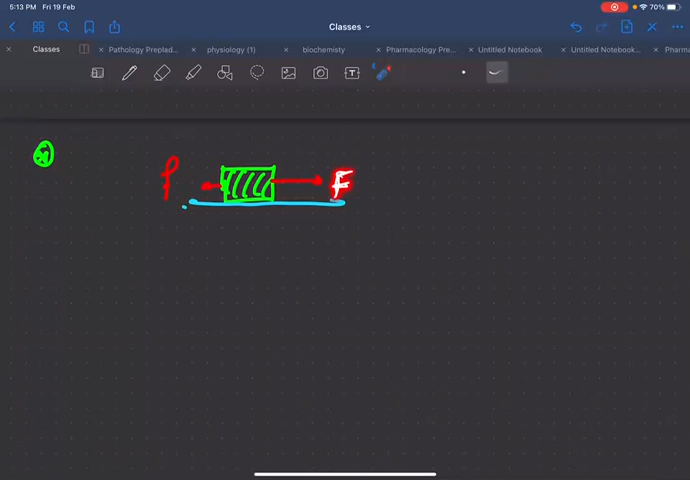 5:13 PM Fri 19 Feb
70%
Classes
Classes
Pathology Preplad...
physiology (1)
biochemisty
Pharmacology Pre...
Untitled Notebook
Untitled Notebook...
Pharma
T
f
F